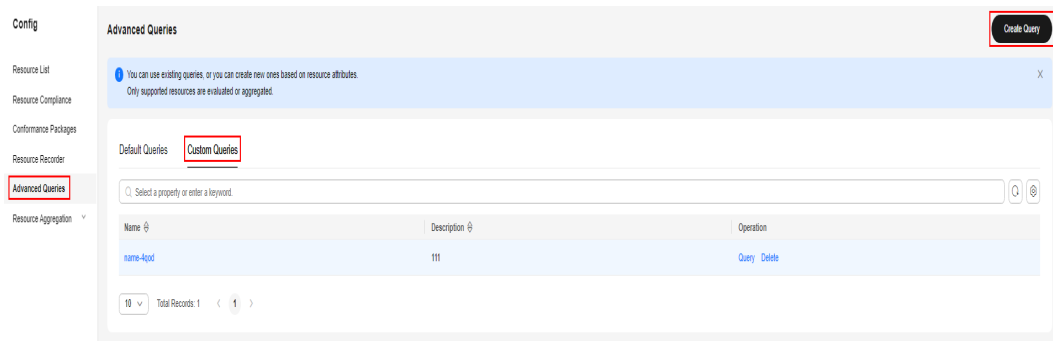 Config
Resource List
Resource Compliance
Conformance Packages
Resource Recorder
Advanced Queries
Resource Aggregation
Advanced Queries
Create Query
You can use existing queries, or you can create new ones based on resource attributes.
Only supported resources are evaluated or aggregated.
Default Queries Custom Queries
Select a property or enter a keyword.
Name Description Operation
name-4qod 111 Query Delete
10 Total Records: 1 1